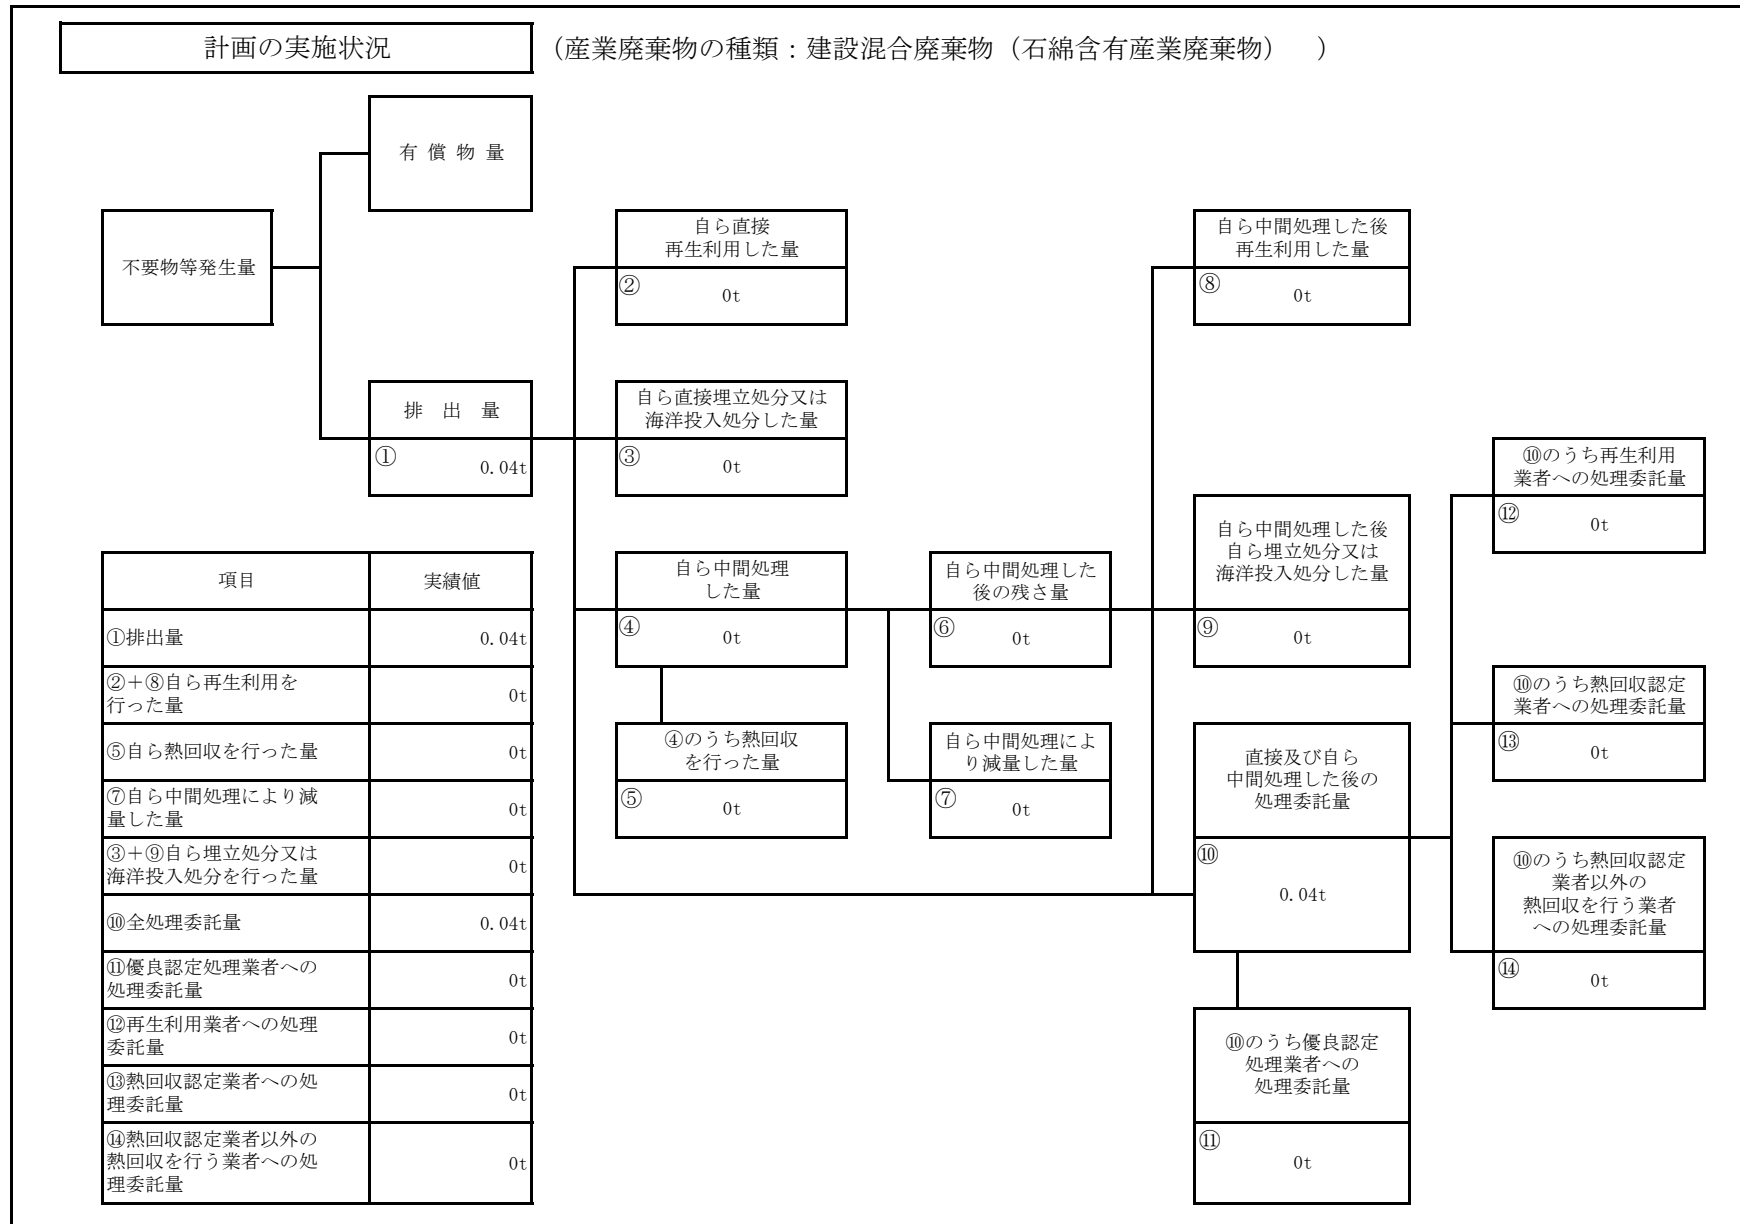 計画の実施状況
（産業廃棄物の種類：建設混合廃棄物（石綿含有産業廃棄物）　）
有 償 物 量
不要物等発生量
自ら直接
再生利用した量
②
0t
自ら中間処理した後
再生利用した量
⑧
0t
排　出　量
①
0.04t
自ら直接埋立処分又は
海洋投入処分した量
③
0t
⑩のうち再生利用
業者への処理委託量
⑫
0t
自ら中間処理
した量
④
0t
自ら中間処理した
後の残さ量
⑥
0t
自ら中間処理した後
自ら埋立処分又は
海洋投入処分した量
⑨
0t
④のうち熱回収
を行った量
⑤
0t
自ら中間処理によ
り減量した量
⑦
0t
直接及び自ら
中間処理した後の
処理委託量
⑩
0.04t
⑩のうち熱回収認定
業者への処理委託量
⑬
0t
⑩のうち熱回収認定
業者以外の
熱回収を行う業者
への処理委託量
⑭
0t
⑩のうち優良認定
処理業者への
処理委託量
⑪
0t
項目 実績値
①排出量 0.04t
②＋⑧自ら再生利用を
行った量 0t
⑤自ら熱回収を行った量 0t
⑦自ら中間処理により減
量した量 0t
③＋⑨自ら埋立処分又は
海洋投入処分を行った量 0t
⑩全処理委託量 0.04t
⑪優良認定処理業者への
処理委託量 0t
⑫再生利用業者への処理
委託量 0t
⑬熱回収認定業者への処
理委託量 0t
⑭熱回収認定業者以外の
熱回収を行う業者への処
理委託量 0t